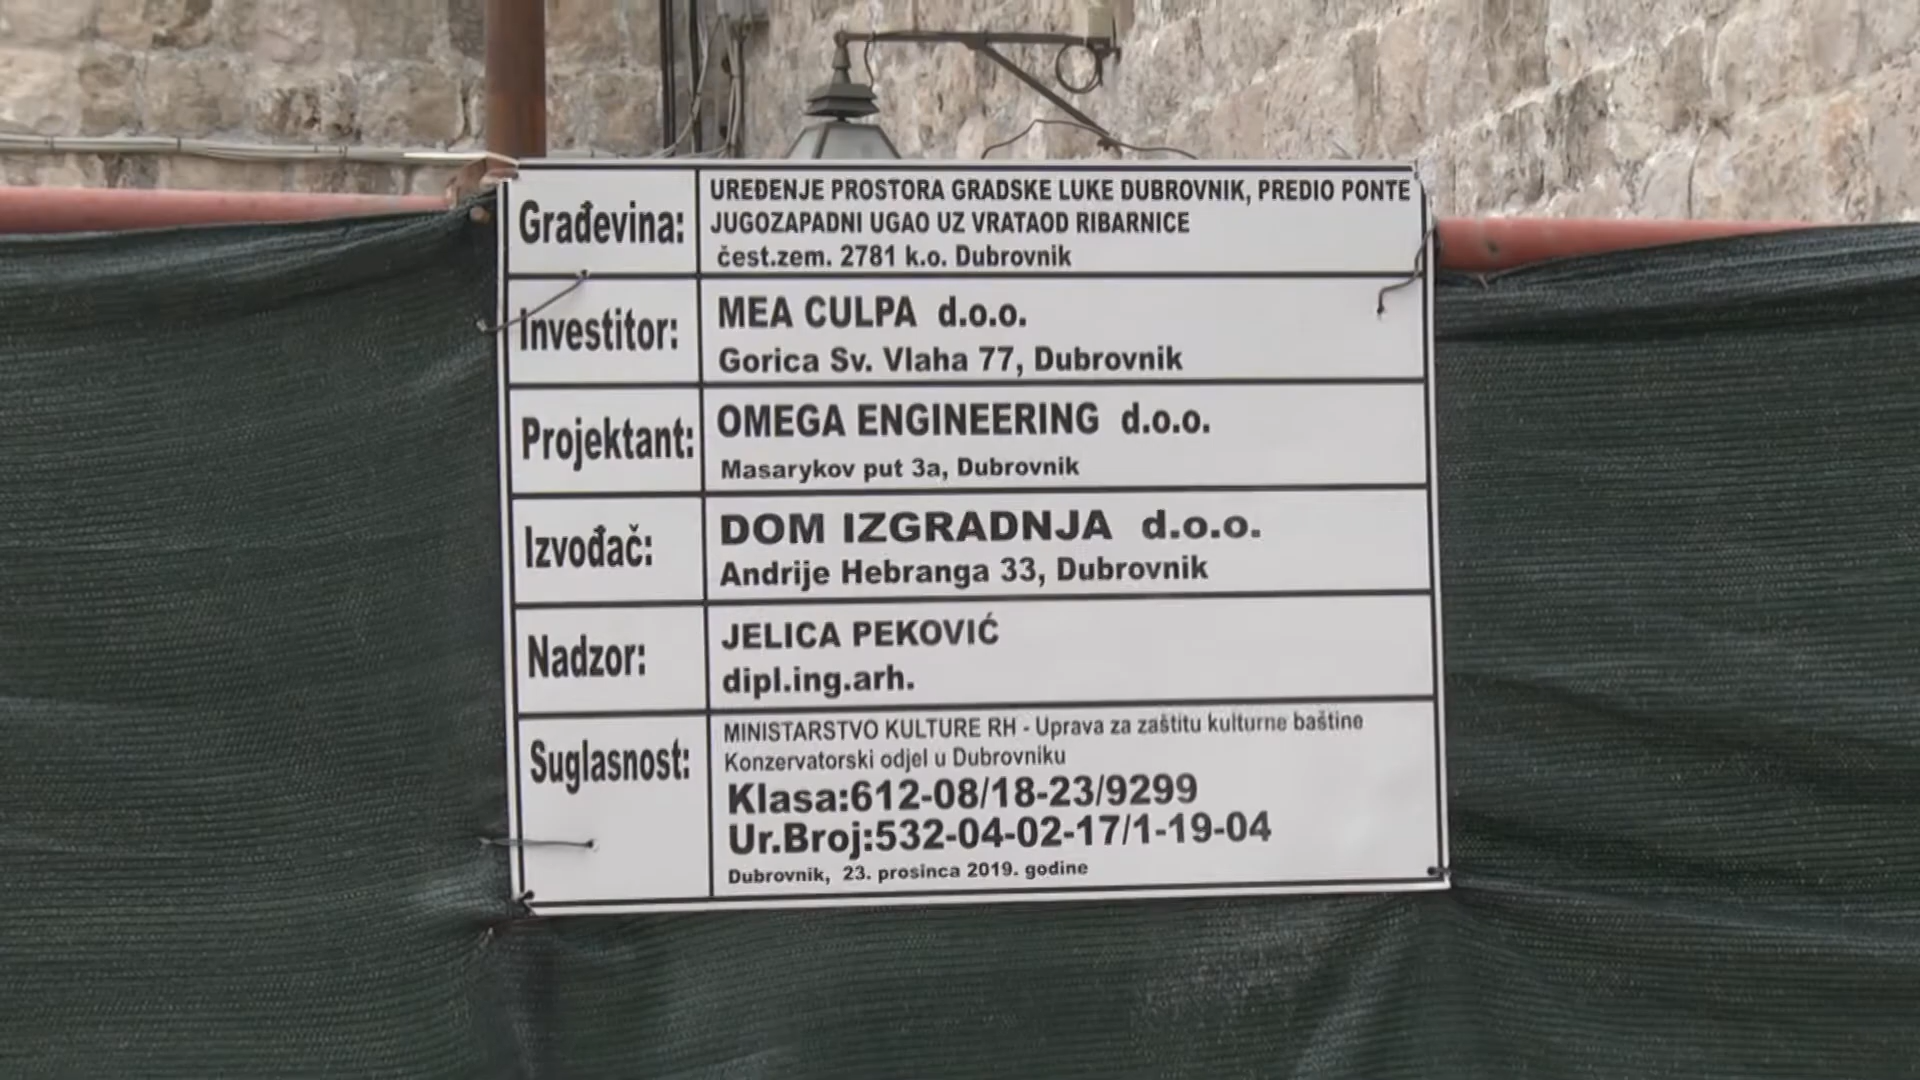 Građevina:
UREĐENJE PROSTORA GRADSKE LUKE DUBROVNIK, PREDIO PONTE
JUGOZAPADNI UGAO UZ VRATAOD RIBARNICE
čest.zem. 2781 k.o. Dubrovnik
Investitor:
MEA CULPA d.o.o.
Gorica Sv. Vlaha 77, Dubrovnik
Projektant:
OMEGA ENGINEERING d.o.o.
Masarykov put 3a, Dubrovnik
Izvođač:
DOM IZGRADNJA d.o.o.
Andrije Hebranga 33, Dubrovnik
Nadzor:
JELICA PEKOVIĆ
dipl.ing.arh.
Suglasnost:
MINISTARSTVO KULTURE RH - Uprava za zaštitu kulturne baštine
Konzervatorski odjel u Dubrovniku
Klasa:612-08/18-23/9299
Ur.Broj:532-04-02-17/1-19-04
Dubrovnik, 23. prosinca 2019. godine